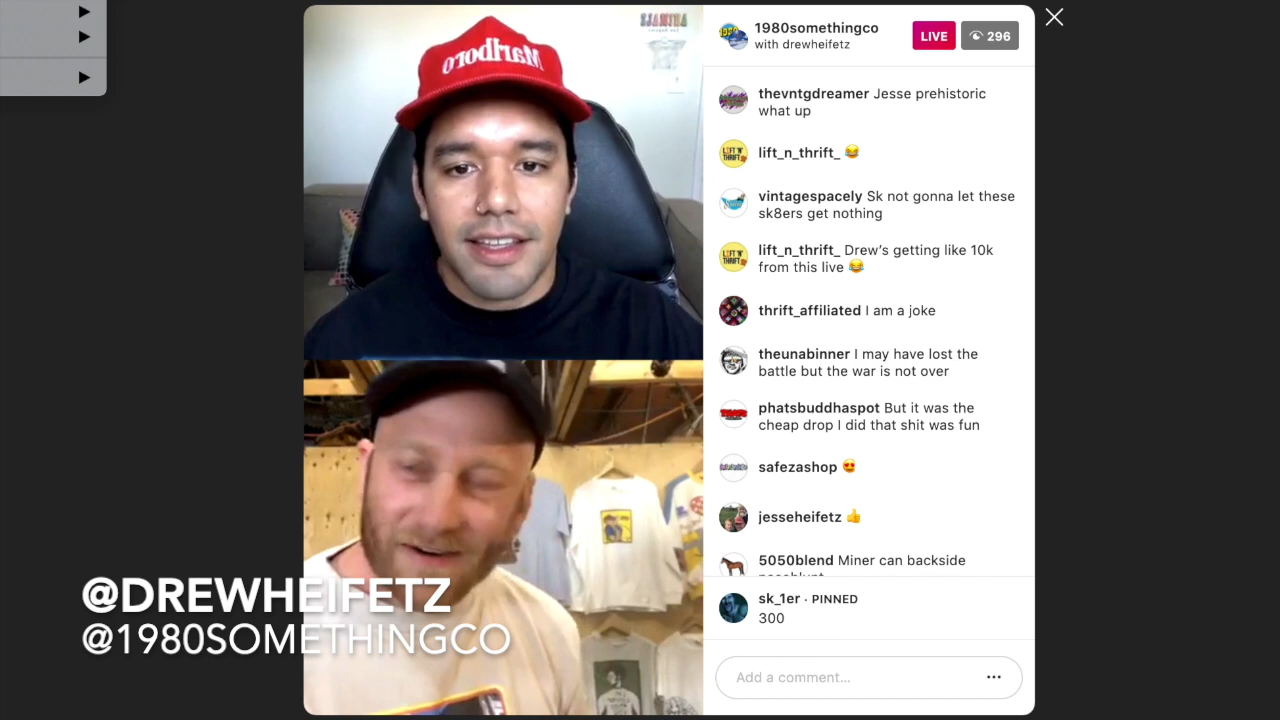 Marlboro
1980somethingco
with drewheifetz
LIVE
296
thevntgdreamer Jesse prehistoric
what up
lift_n_thrift_ 😂
vintagespacely Sk not gonna let these
sk8ers get nothing
lift_n_thrift_ Drew’s getting like 10k
from this live 😂
thrift_affiliated I am a joke
theunabinner I may have lost the
battle but the war is not over
phatsbuddhaspot But it was the
cheap drop I did that shit was fun
safezashop 😍
jesseheifetz 👍
5050blend Miner can backside
sk_1er · PINNED
300
Add a comment...
@DREWHEIFETZ
@1980SOMETHINGCO